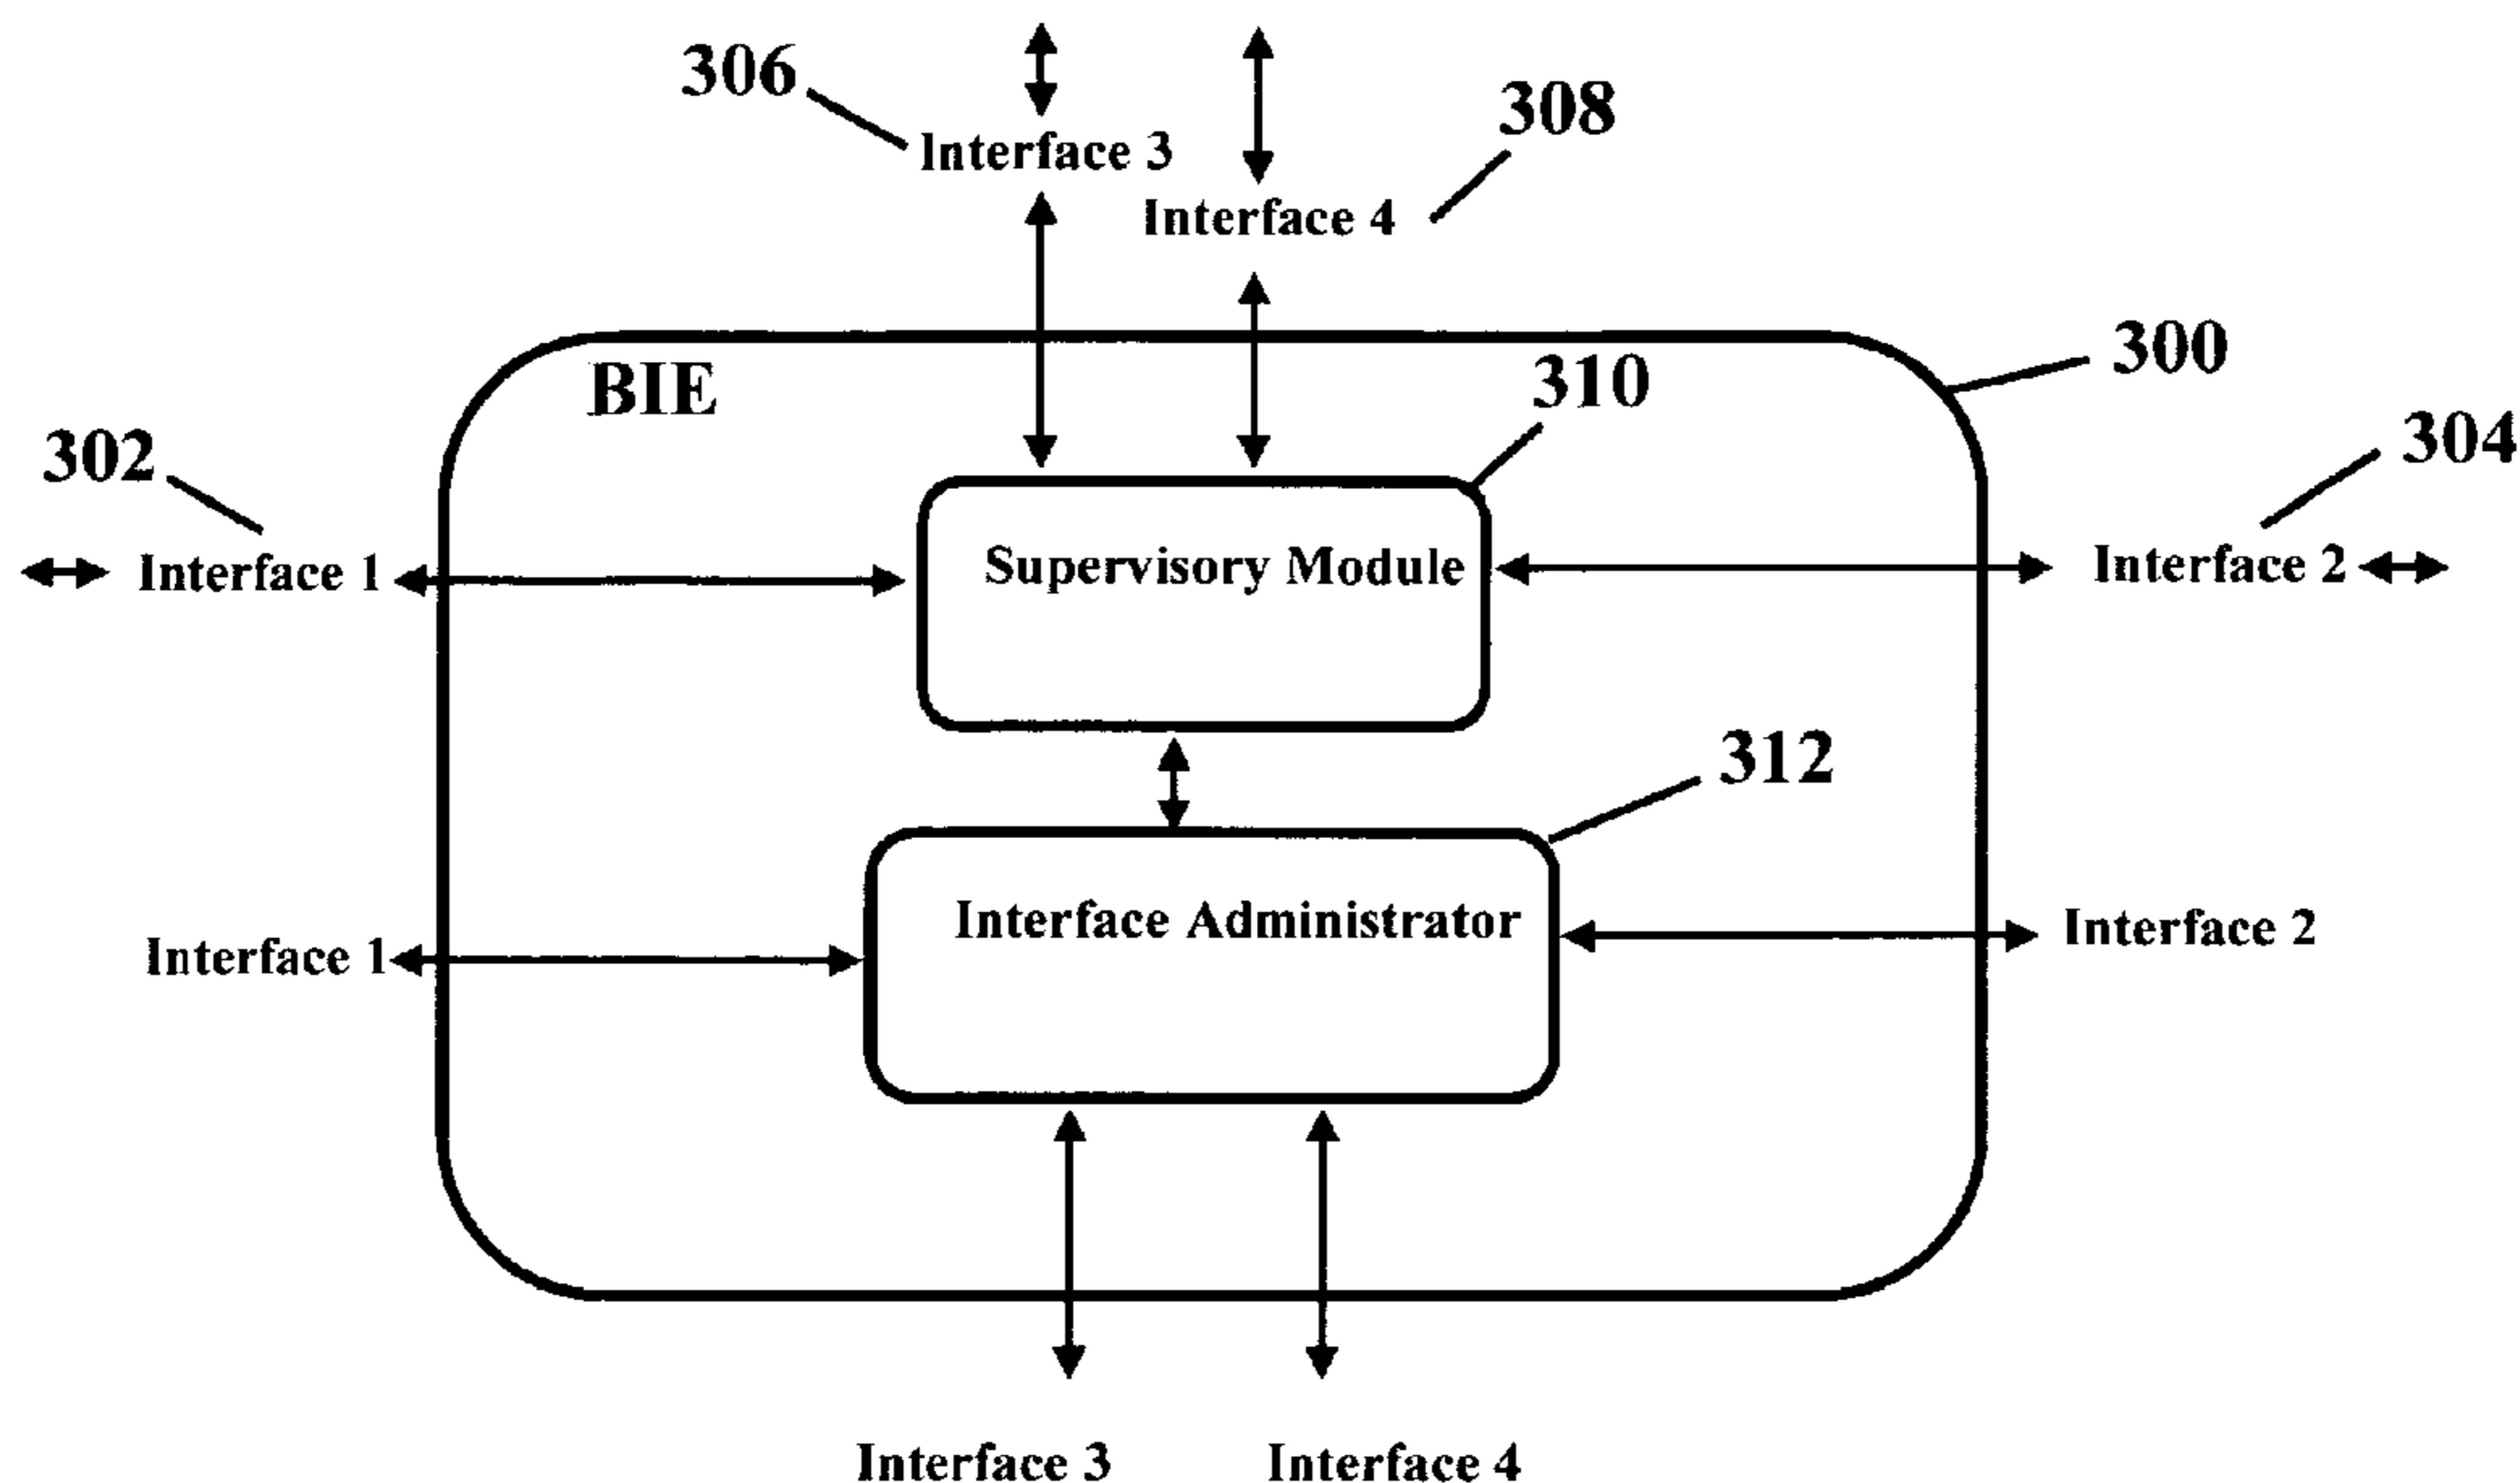 306
308
Interface 3
Interface 4
300
BIE
310
304
302
Supervisory Module
Interface 1
Interface 2
312
Interface Administrator
Interface 1
Interface 2
Interface 3
Interface 4